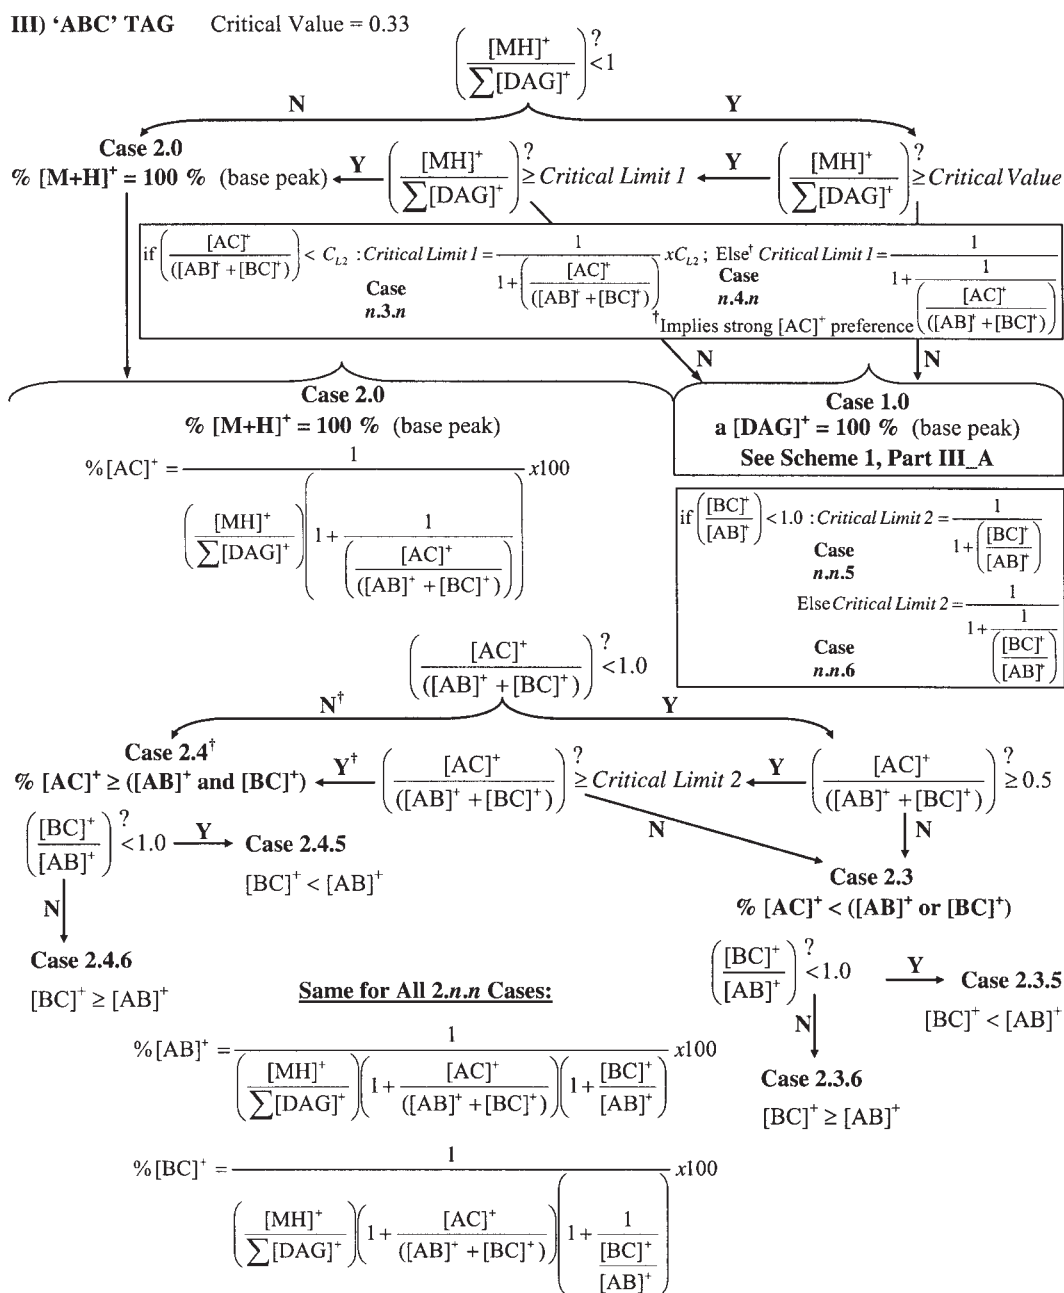 III) ‘ABC’ TAG Critical Value = 0.33
([MH]⁺ / ∑[DAG]⁺) <? 1
N Y
Case 2.0
% [M+H]⁺ = 100 % (base peak)
Y ([MH]⁺ / ∑[DAG]⁺) ≥? Critical Limit 1
Y ([MH]⁺ / ∑[DAG]⁺) ≥? Critical Value
if ([AC]⁺ / ([AB]⁺ + [BC]⁺)) < C_L2 : Critical Limit 1 = 1 / (1 + ([AC]⁺ / ([AB]⁺ + [BC]⁺))) x C_L2 ; Else† Critical Limit 1 = 1 / (1 + 1 / ([AC]⁺ / ([AB]⁺ + [BC]⁺)))
Case
n.3.n
Case
n.4.n
†Implies strong [AC]⁺ preference
N N
Case 2.0
% [M+H]⁺ = 100 % (base peak)
%[AC]⁺ = 1 / (([MH]⁺ / ∑[DAG]⁺)(1 + 1 / ([AC]⁺ / ([AB]⁺ + [BC]⁺)))) x100
Case 1.0
a [DAG]⁺ = 100 % (base peak)
See Scheme 1, Part III_A
if ([BC]⁺ / [AB]⁺) < 1.0 : Critical Limit 2 = 1 / (1 + ([BC]⁺ / [AB]⁺))
Case
n.n.5
Else Critical Limit 2 = 1 / (1 + 1 / ([BC]⁺ / [AB]⁺))
Case
n.n.6
([AC]⁺ / ([AB]⁺ + [BC]⁺)) <? 1.0
N† Y
Case 2.4†
% [AC]⁺ ≥ ([AB]⁺ and [BC]⁺)
Y† ([AC]⁺ / ([AB]⁺ + [BC]⁺)) ≥? Critical Limit 2
Y ([AC]⁺ / ([AB]⁺ + [BC]⁺)) ≥? 0.5
N N
([BC]⁺ / [AB]⁺) <? 1.0 Y Case 2.4.5
[BC]⁺ < [AB]⁺
N
Case 2.4.6
[BC]⁺ ≥ [AB]⁺
Case 2.3
% [AC]⁺ < ([AB]⁺ or [BC]⁺)
([BC]⁺ / [AB]⁺) <? 1.0 Y Case 2.3.5
[BC]⁺ < [AB]⁺
N
Case 2.3.6
[BC]⁺ ≥ [AB]⁺
Same for All 2.n.n Cases:
%[AB]⁺ = 1 / (([MH]⁺ / ∑[DAG]⁺)(1 + [AC]⁺ / ([AB]⁺ + [BC]⁺))(1 + [BC]⁺ / [AB]⁺)) x100
%[BC]⁺ = 1 / (([MH]⁺ / ∑[DAG]⁺)(1 + [AC]⁺ / ([AB]⁺ + [BC]⁺))(1 + 1 / ([BC]⁺ / [AB]⁺))) x100